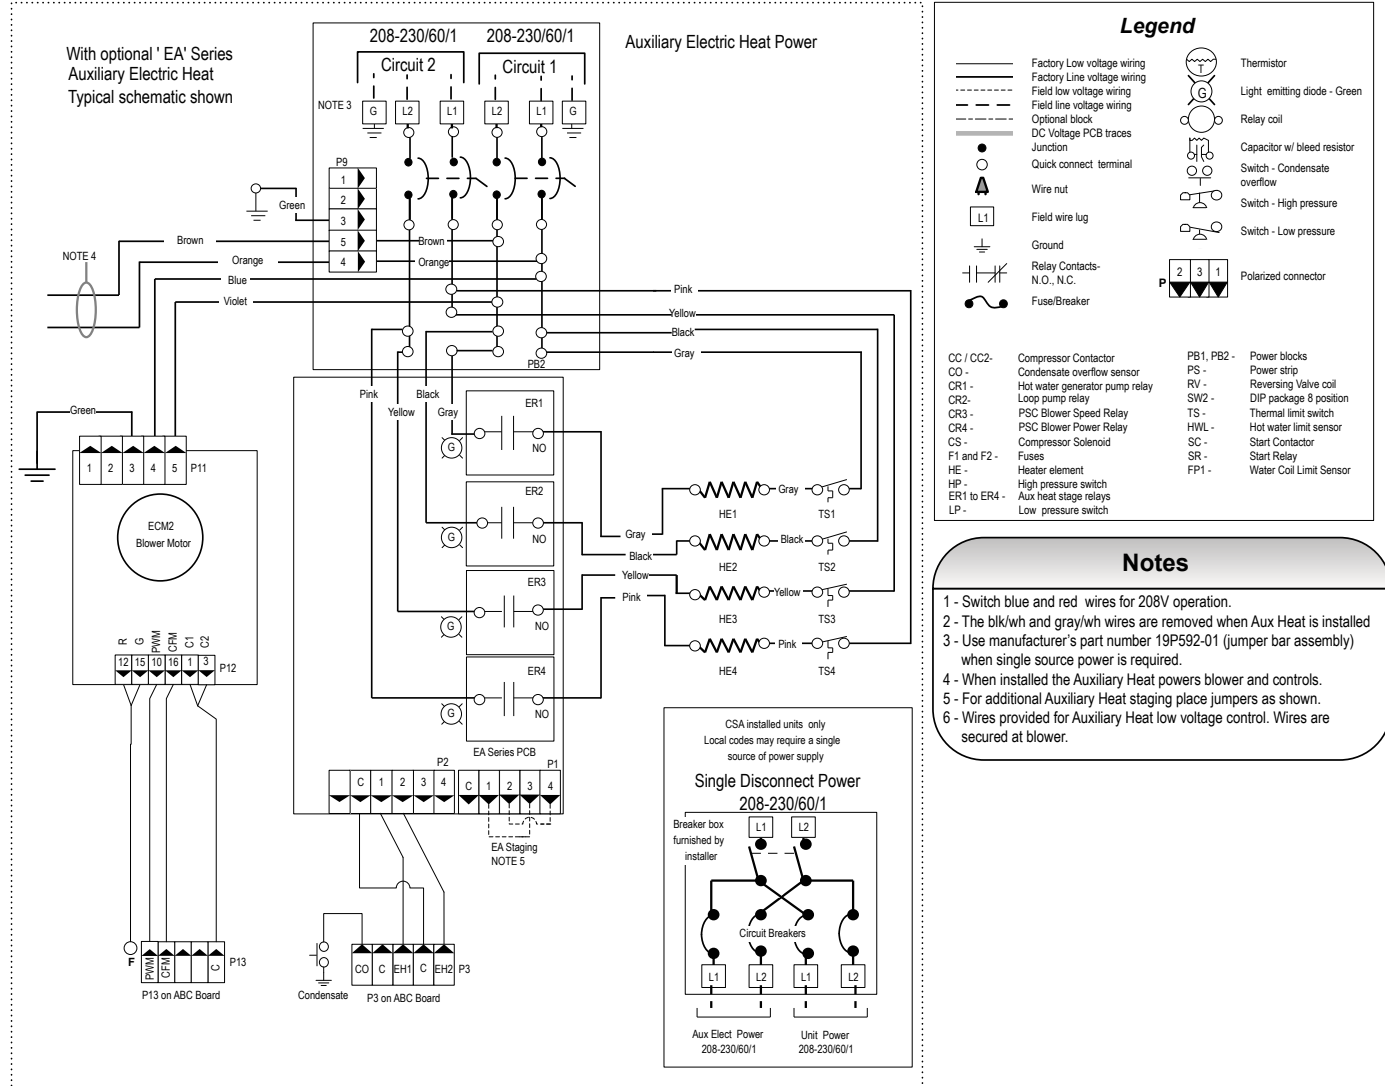 With optional ' EA' Series
Auxiliary Electric Heat
Typical schematic shown
208-230/60/1 208-230/60/1
Circuit 2 Circuit 1
Auxiliary Electric Heat Power
NOTE 3
G L2 L1 L2 L1 G
P9
1
2
3
5
4
Green
Brown Brown
Orange Orange
NOTE 4
Blue
Violet
Pink
Yellow
Black
Gray
PB2
Pink Black
Yellow Gray
Green
1 2 3 4 5 P11
ECM2
Blower Motor
R G PWM CFM C1 C2
12 15 10 16 1 3 P12
ER1
G
NO
ER2
G
NO
ER3
G
NO
ER4
G
NO
EA Series PCB
Gray
Black
Yellow
Pink
Gray
HE1 TS1
Black
HE2 TS2
Yellow
HE3 TS3
Pink
HE4 TS4
P2 P1
C 1 2 3 4 C 1 2 3 4
EA Staging
NOTE 5
F PWM CFM C P13
P13 on ABC Board
Condensate
CO C EH1 C EH2 P3
P3 on ABC Board
CSA installed units only
Local codes may require a single
source of power supply
Single Disconnect Power
208-230/60/1
Breaker box
furnished by
installer
L1 L2
Circuit Breakers
L1 L2 L1 L2
Aux Elect Power
208-230/60/1
Unit Power
208-230/60/1
Legend
Factory Low voltage wiring
Factory Line voltage wiring
Field low voltage wiring
Field line voltage wiring
Optional block
DC Voltage PCB traces
Junction
Quick connect terminal
Wire nut
L1 Field wire lug
Ground
Relay Contacts-
N.O., N.C.
Fuse/Breaker
T Thermistor
G Light emitting diode - Green
Relay coil
Capacitor w/ bleed resistor
Switch - Condensate
overflow
Switch - High pressure
Switch - Low pressure
P 2 3 1 Polarized connector
CC / CC2- Compressor Contactor
CO - Condensate overflow sensor
CR1 - Hot water generator pump relay
CR2- Loop pump relay
CR3 - PSC Blower Speed Relay
CR4 - PSC Blower Power Relay
CS - Compressor Solenoid
F1 and F2 - Fuses
HE - Heater element
HP - High pressure switch
ER1 to ER4 - Aux heat stage relays
LP - Low pressure switch
PB1, PB2 - Power blocks
PS - Power strip
RV - Reversing Valve coil
SW2 - DIP package 8 position
TS - Thermal limit switch
HWL - Hot water limit sensor
SC - Start Contactor
SR - Start Relay
FP1 - Water Coil Limit Sensor
Notes
1 - Switch blue and red wires for 208V operation.
2 - The blk/wh and gray/wh wires are removed when Aux Heat is installed
3 - Use manufacturer's part number 19P592-01 (jumper bar assembly)
when single source power is required.
4 - When installed the Auxiliary Heat powers blower and controls.
5 - For additional Auxiliary Heat staging place jumpers as shown.
6 - Wires provided for Auxiliary Heat low voltage control. Wires are
secured at blower.